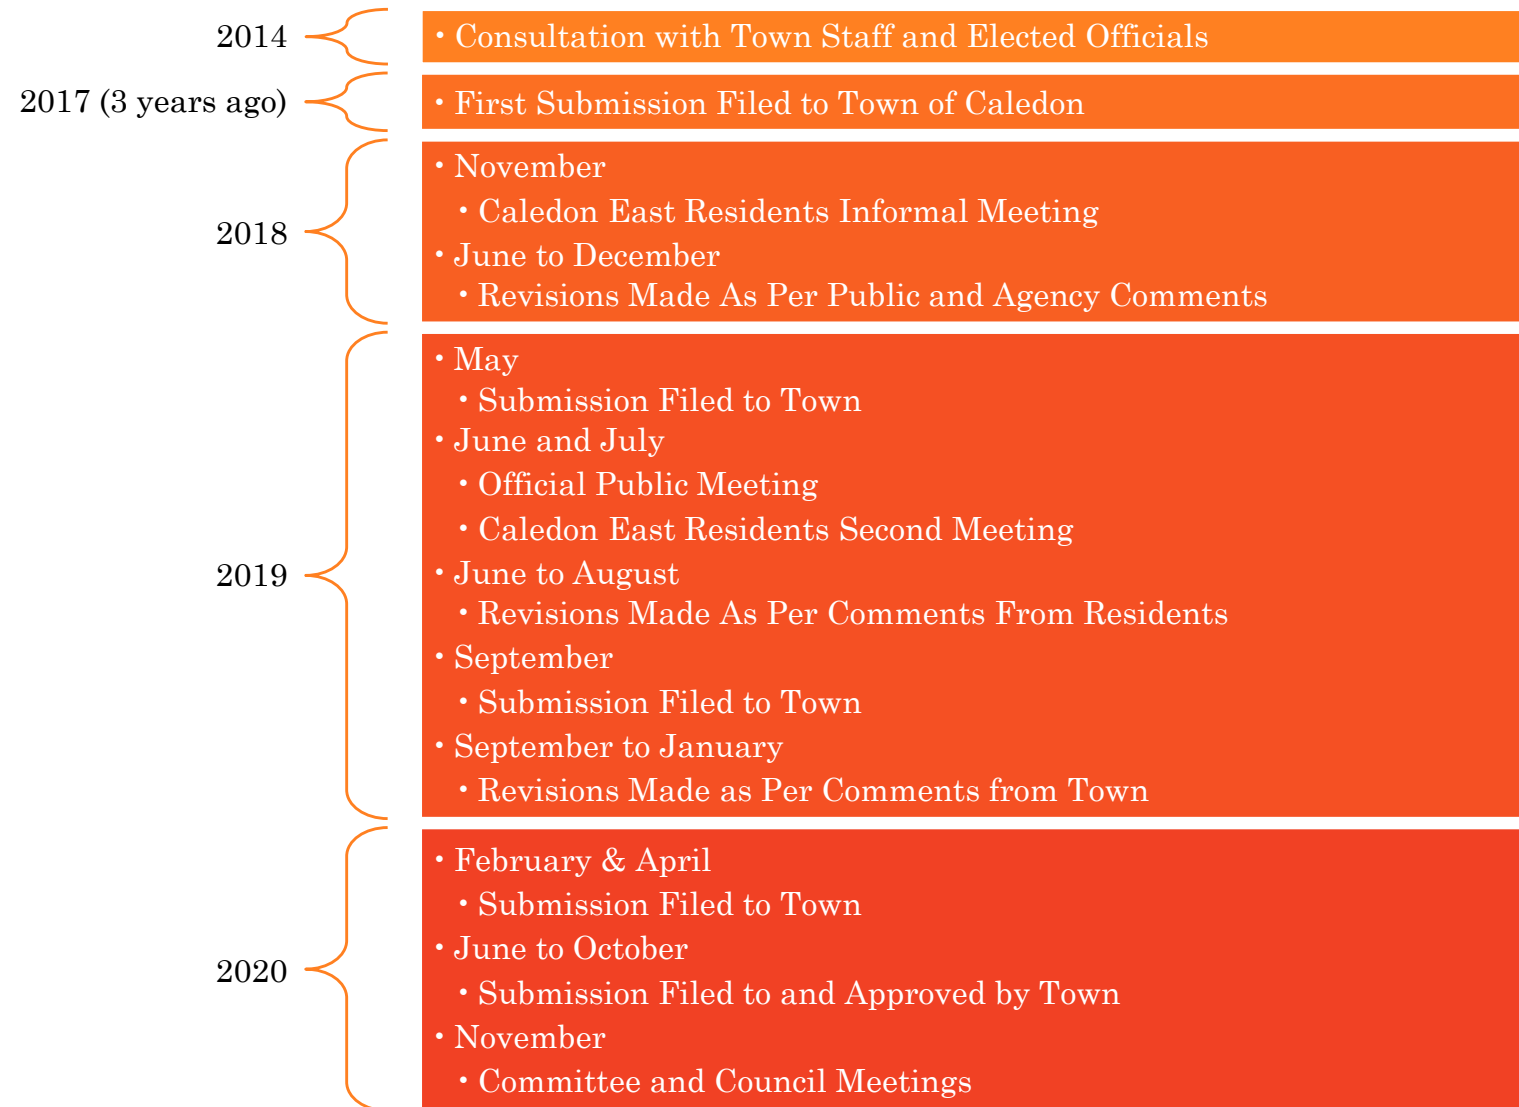 2014
• Consultation with Town Staff and Elected Officials
2017 (3 years ago)
• First Submission Filed to Town of Caledon
2018
• November
• Caledon East Residents Informal Meeting
• June to December
• Revisions Made As Per Public and Agency Comments
2019
• May
• Submission Filed to Town
• June and July
• Official Public Meeting
• Caledon East Residents Second Meeting
• June to August
• Revisions Made As Per Comments From Residents
• September
• Submission Filed to Town
• September to January
• Revisions Made as Per Comments from Town
2020
• February & April
• Submission Filed to Town
• June to October
• Submission Filed to and Approved by Town
• November
• Committee and Council Meetings